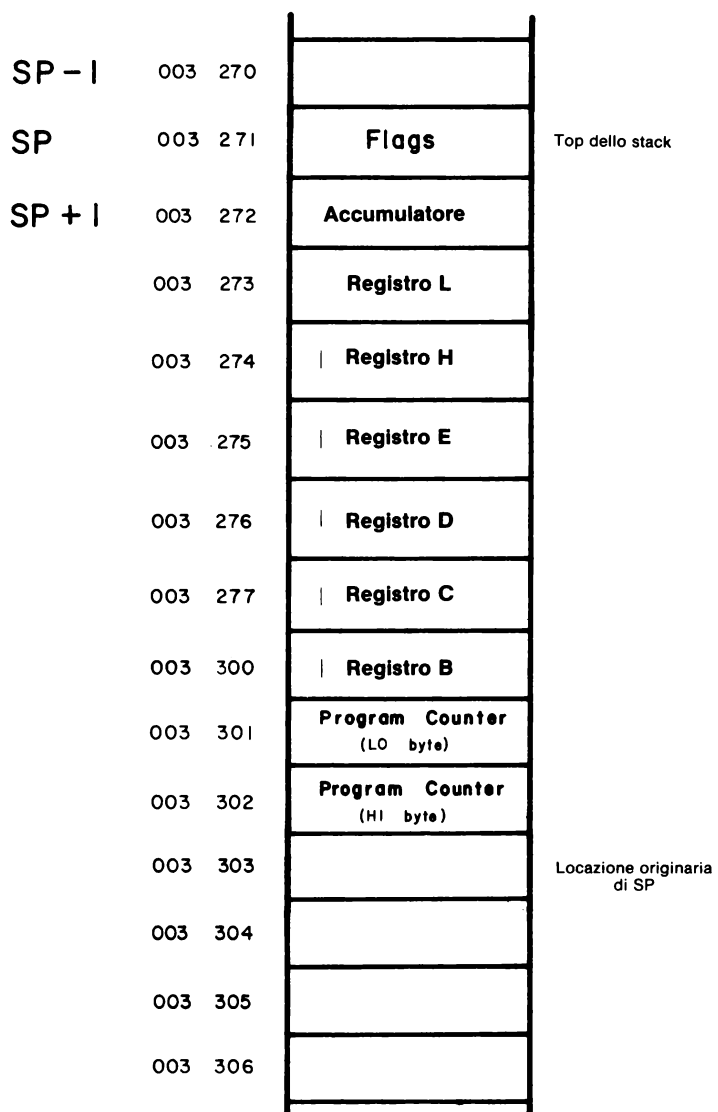 SP-1 003 270
SP 003 271 Flags Top dello stack
SP+1 003 272 Accumulatore
003 273 Registro L
003 274 Registro H
003 275 Registro E
003 276 Registro D
003 277 Registro C
003 300 Registro B
003 301 Program Counter
(LO byte)
003 302 Program Counter
(HI byte)
003 303 Locazione originaria
di SP
003 304
003 305
003 306